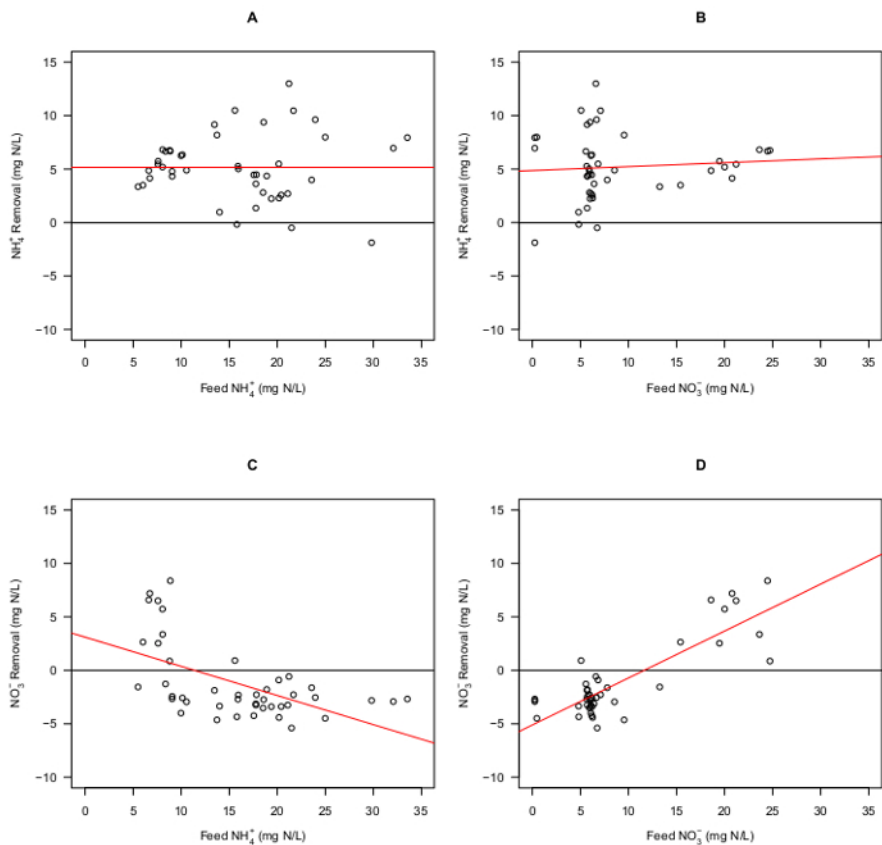 A
15
10
5
0
−5
−10
NH₄⁺ Removal (mg N/L)
0 5 10 15 20 25 30 35
Feed NH₄⁺ (mg N/L)
B
15
10
5
0
−5
−10
NH₄⁺ Removal (mg N/L)
0 5 10 15 20 25 30 35
Feed NO₃⁻ (mg N/L)
C
15
10
5
0
−5
−10
NO₃⁻ Removal (mg N/L)
0 5 10 15 20 25 30 35
Feed NH₄⁺ (mg N/L)
D
15
10
5
0
−5
−10
NO₃⁻ Removal (mg N/L)
0 5 10 15 20 25 30 35
Feed NO₃⁻ (mg N/L)